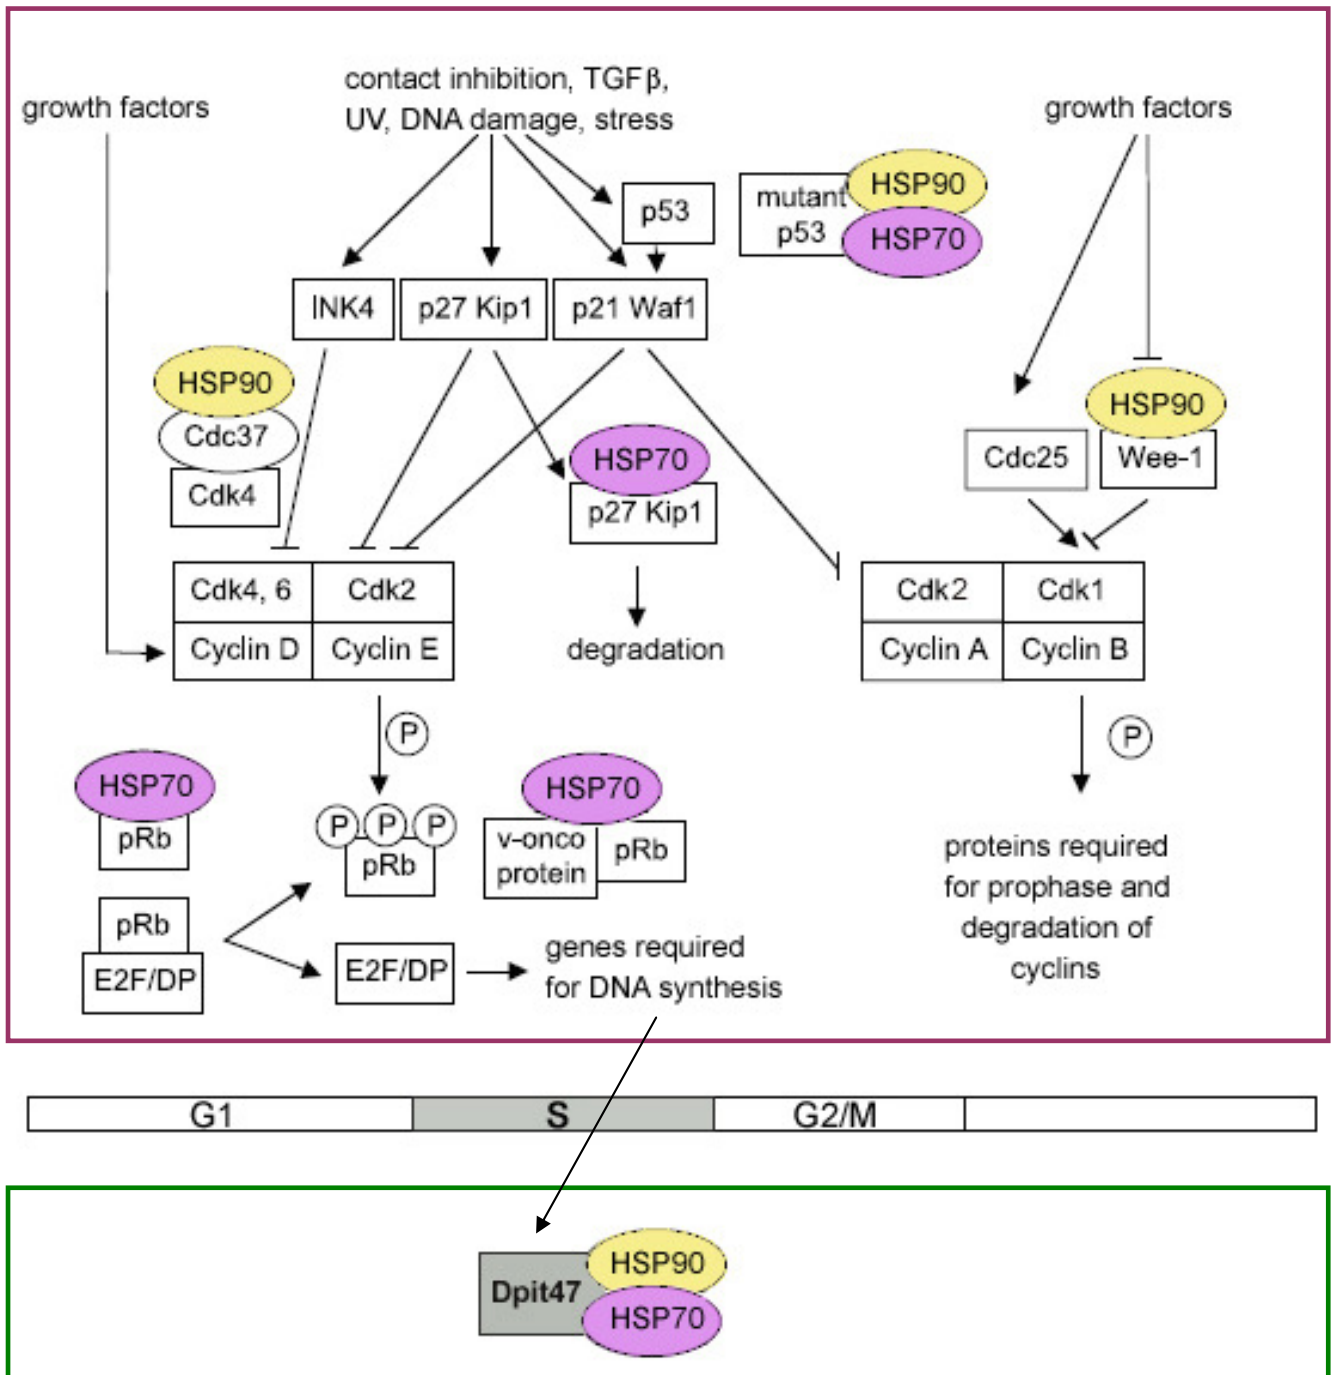 growth factors
contact inhibition, TGFβ,
UV, DNA damage, stress
growth factors
p53
mutant
p53
HSP90
HSP70
INK4
p27 Kip1
p21 Waf1
HSP90
Cdc37
Cdk4
HSP70
p27 Kip1
degradation
HSP90
Cdc25
Wee-1
Cdk4, 6
Cdk2
Cyclin D
Cyclin E
Cdk2
Cdk1
Cyclin A
Cyclin B
P
P
HSP70
pRb
P P P
pRb
HSP70
v-onco
protein
pRb
pRb
E2F/DP
E2F/DP
genes required
for DNA synthesis
proteins required
for prophase and
degradation of
cyclins
G1
S
G2/M
Dpit47
HSP90
HSP70